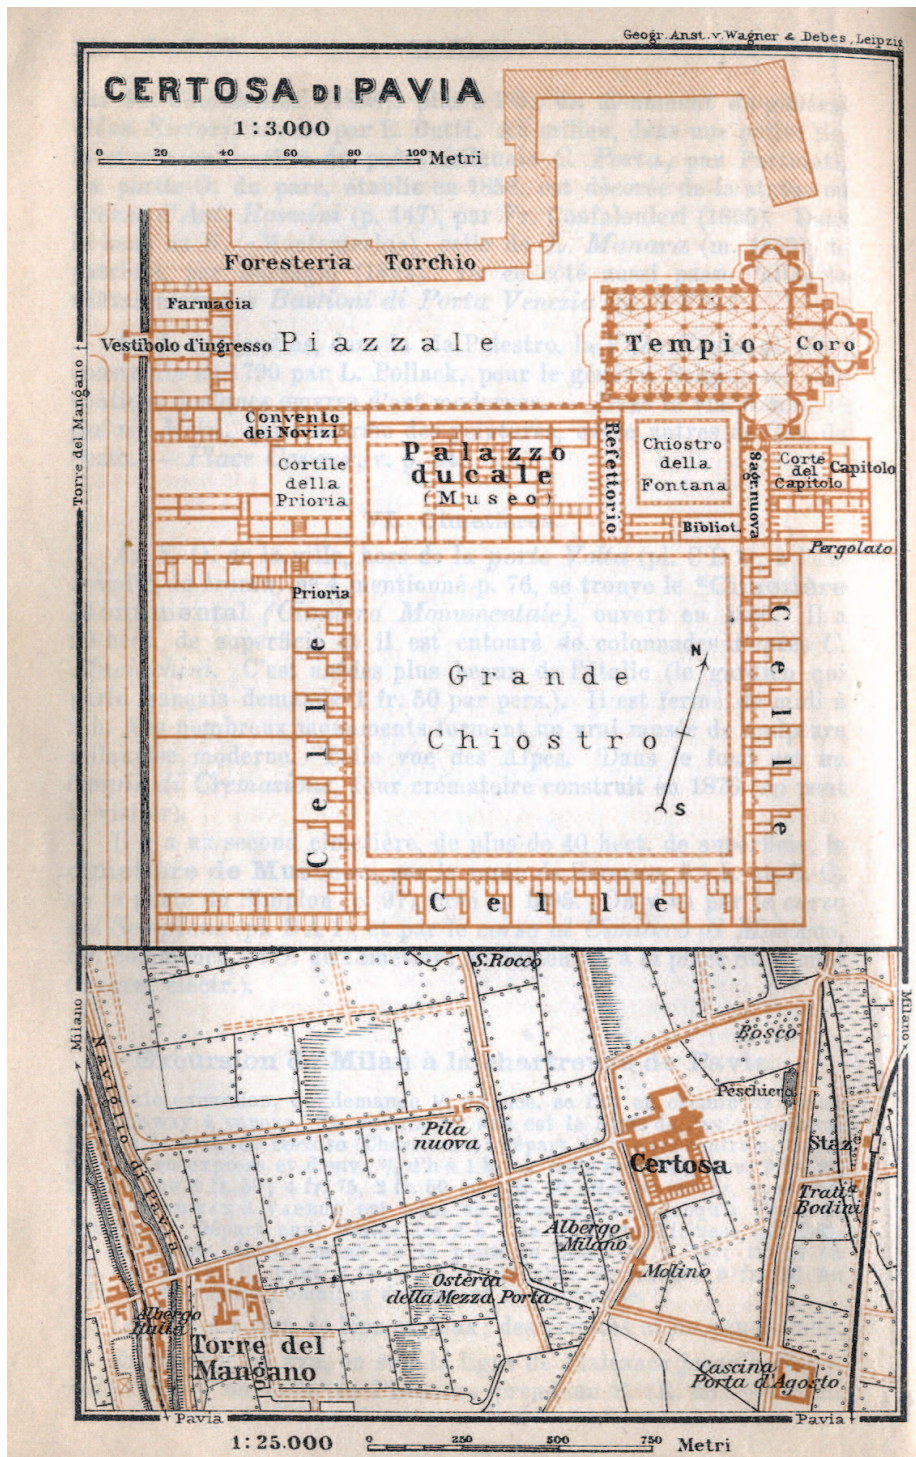 Geogr. Anst. v. Wagner & Debes, Leipzig
CERTOSA DI PAVIA
1 : 3.000
0 20 40 60 80 100 Metri
Foresteria Torchio
Farmacia
Vestibolo d'ingresso
Piazzale
Tempio
Coro
Torre del Mangano
Convento
dei Novizi
Cortile
della
Prioria
Palazzo
ducale
(Museo)
Refettorio
Chiostro
della
Fontana
Bibliot.
Sagr. nuova
Corte
del
Capitolo
Capitolo
Pergolato
Prioria
Celle
Grande
Chiostro
N
S
Celle
Celle
Milano
Milano
S. Rocco
Naviglio di Pavia
Bosco
Peschiera
Pila
nuova
Certosa
Staz.e
Tratt.a
Bodini
Albergo
Milano
Molino
Osteria
della Mezza Porta
Albergo
Italia
Torre del
Mangano
Cascina
Porta d'Agosto
Pavia
Pavia
1 : 25.000
0 250 500 750 Metri